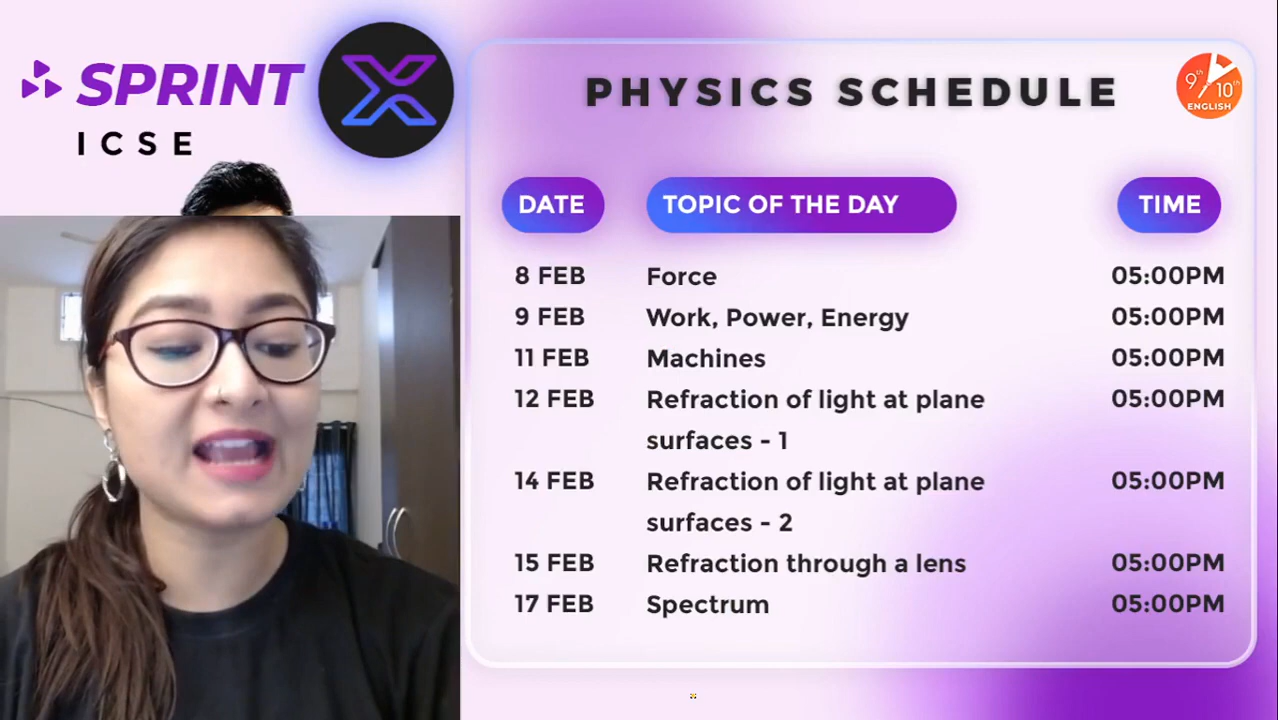 SPRINT
ICSE
X
PHYSICS SCHEDULE
9th 10th
ENGLISH
DATE TOPIC OF THE DAY TIME
8 FEB Force 05:00PM
9 FEB Work, Power, Energy 05:00PM
11 FEB Machines 05:00PM
12 FEB Refraction of light at plane 05:00PM
surfaces - 1
14 FEB Refraction of light at plane 05:00PM
surfaces - 2
15 FEB Refraction through a lens 05:00PM
17 FEB Spectrum 05:00PM